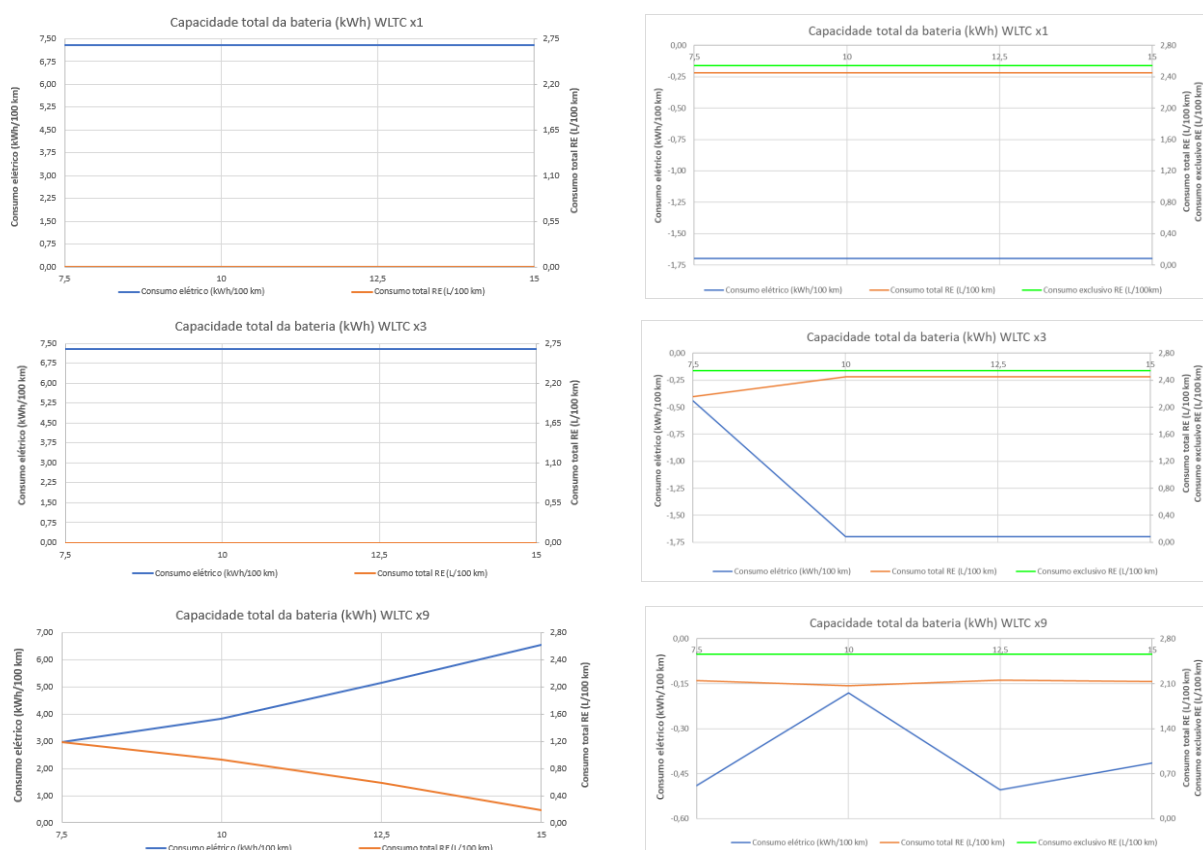 Capacidade total da bateria (kWh) WLTC x1
7,50
6,75
6,00
5,25
4,50
3,75
3,00
2,25
1,50
0,75
0,00
Consumo elétrico (kWh/100 km)
2,75
2,20
1,65
1,10
0,55
0,00
Consumo total RE (L/100 km)
7,5 10 12,5 15
Consumo elétrico (kWh/100 km) Consumo total RE (L/100 km)
Capacidade total da bateria (kWh) WLTC x1
0,00
-0,25
-0,50
-0,75
-1,00
-1,25
-1,50
-1,75
Consumo elétrico (kWh/100 km)
7,5 10 12,5 15
2,80
2,40
2,00
1,60
1,20
0,80
0,40
0,00
Consumo total RE (L/100 km)
Consumo exclusivo RE (L/100 km)
Consumo elétrico (kWh/100 km) Consumo total RE (L/100 km) Consumo exclusivo RE (L/100km)
Capacidade total da bateria (kWh) WLTC x3
7,50
6,75
6,00
5,25
4,50
3,75
3,00
2,25
1,50
0,75
0,00
Consumo elétrico (kWh/100 km)
2,75
2,20
1,65
1,10
0,55
0,00
Consumo total RE (L/100 km)
7,5 10 12,5 15
Consumo elétrico (kWh/100 km) Consumo total RE (L/100 km)
Capacidade total da bateria (kWh) WLTC x3
0,00
-0,25
-0,50
-0,75
-1,00
-1,25
-1,50
-1,75
Consumo elétrico (kWh/100 km)
7,5 10 12,5 15
2,80
2,40
2,00
1,60
1,20
0,80
0,40
0,00
Consumo total RE (L/100 km)
Consumo exclusivo RE (L/100 km)
Consumo elétrico (kWh/100 km) Consumo total RE (L/100 km) Consumo exclusivo RE (L/100 km)
Capacidade total da bateria (kWh) WLTC x9
7,00
6,00
5,00
4,00
3,00
2,00
1,00
0,00
Consumo elétrico (kWh/100 km)
2,80
2,40
2,00
1,60
1,20
0,80
0,40
0,00
Consumo total RE (L/100 km)
7,5 10 12,5 15
Consumo elétrico (kWh/100 km) Consumo total RE (L/100 km)
Capacidade total da bateria (kWh) WLTC x9
0,00
-0,15
-0,30
-0,45
-0,60
Consumo elétrico (kWh/100 km)
7,5 10 12,5 15
2,80
2,10
1,40
0,70
0,00
Consumo total RE (L/100 km)
Consumo exclusivo RE (L/100 km)
Consumo elétrico (kWh/100 km) Consumo total RE (L/100 km) Consumo exclusivo RE (L/100 km)